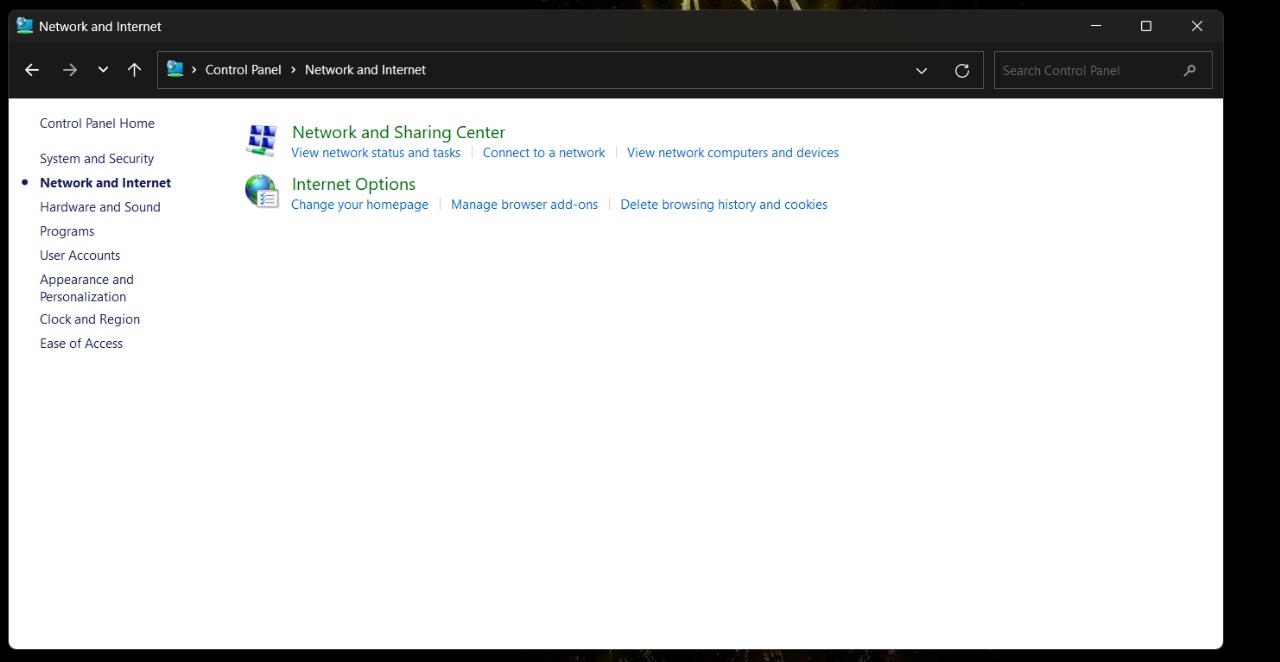 Network and Internet
Control Panel › Network and Internet
Search Control Panel
Control Panel Home
System and Security
Network and Internet
Hardware and Sound
Programs
User Accounts
Appearance and
Personalization
Clock and Region
Ease of Access
Network and Sharing Center
View network status and tasks | Connect to a network | View network computers and devices
Internet Options
Change your homepage | Manage browser add-ons | Delete browsing history and cookies